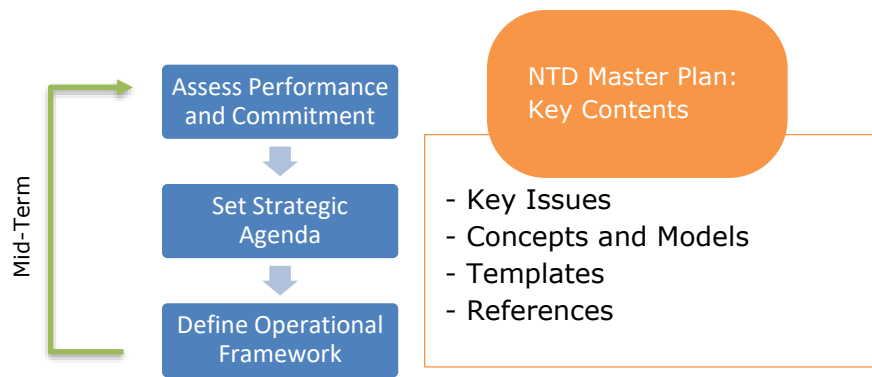 Mid-Term
Assess Performance
and Commitment
Set Strategic
Agenda
Define Operational
Framework
NTD Master Plan:
Key Contents
- Key Issues
- Concepts and Models
- Templates
- References